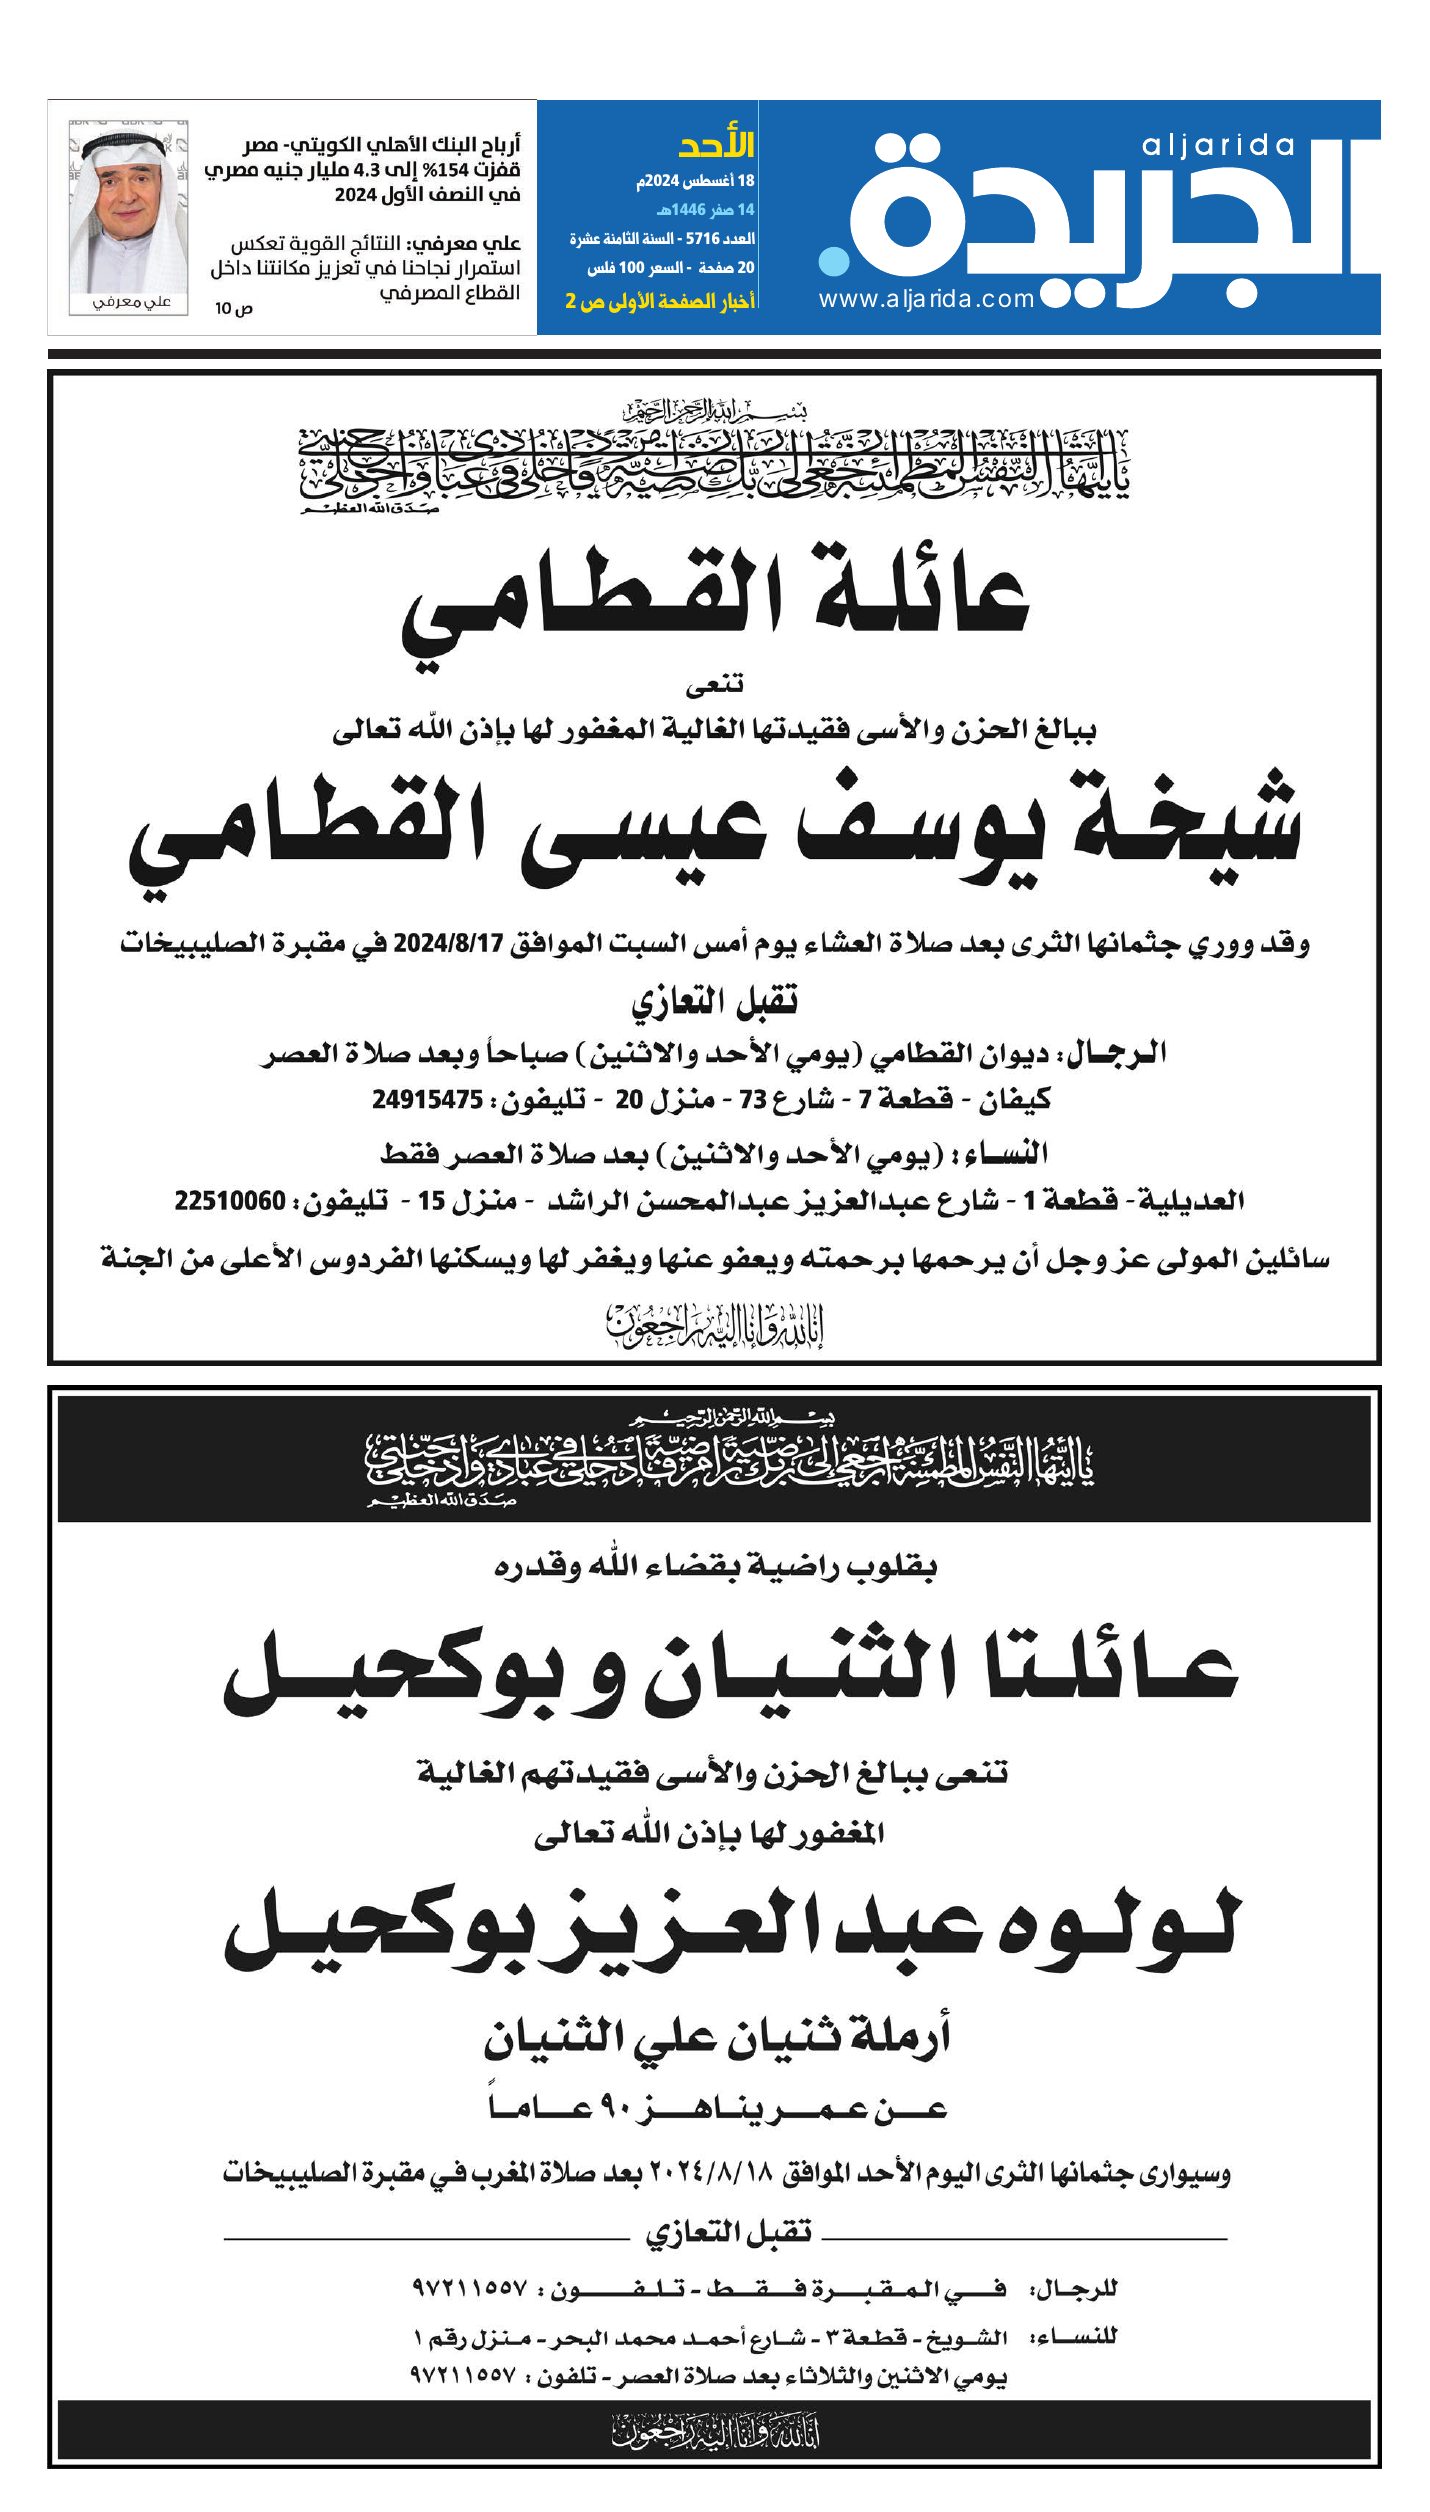 aljarida
الجريدة.
www.aljarida.com
الأحد
18 أغسطس 2024م
14 صفر 1446هـ
العدد 5716 - السنة الثامنة عشرة
20 صفحة - السعر 100 فلس
أخبار الصفحة الأولى ص 2
أرباح البنك الأهلي الكويتي- مصر
قفزت 154% إلى 4.3 مليار جنيه مصري
في النصف الأول 2024
علي معرفي: النتائج القوية تعكس
استمرار نجاحنا في تعزيز مكانتنا داخل
القطاع المصرفي
ص 10
علي معرفي
بسم الله الرحمن الرحيم
يا أيتها النفس المطمئنة ارجعي إلى ربك راضية مرضية فادخلي في عبادي وادخلي جنتي
صدق الله العظيم
عائلة القطامي
تنعى
ببالغ الحزن والأسى فقيدتها الغالية المغفور لها بإذن الله تعالى
شيخة يوسف عيسى القطامي
وقد ووري جثمانها الثرى بعد صلاة العشاء يوم أمس السبت الموافق 2024/8/17 في مقبرة الصليبيخات
تقبل التعازي
الرجال: ديوان القطامي (يومي الأحد والاثنين) صباحاً وبعد صلاة العصر
كيفان - قطعة 7 - شارع 73 - منزل 20 - تليفون: 24915475
النساء: (يومي الأحد والاثنين) بعد صلاة العصر فقط
العديلية- قطعة 1 - شارع عبدالعزيز عبدالمحسن الراشد - منزل 15 - تليفون: 22510060
سائلين المولى عز وجل أن يرحمها برحمته ويعفو عنها ويغفر لها ويسكنها الفردوس الأعلى من الجنة
إنا لله وإنا إليه راجعون
بسم الله الرحمن الرحيم
يا أيتها النفس المطمئنة ارجعي إلى ربك راضية مرضية فادخلي في عبادي وادخلي جنتي
صدق الله العظيم
بقلوب راضية بقضاء الله وقدره
عائلتا الثنيان و بوكحيل
تنعى ببالغ الحزن والأسى فقيدتهم الغالية
المغفور لها بإذن الله تعالى
لولوه عبدالعزيز بوكحيل
أرملة ثنيان علي الثنيان
عن عمر يناهز ٩٠ عاماً
وسيوارى جثمانها الثرى اليوم الأحد الموافق ٢٠٢٤/٨/١٨ بعد صلاة المغرب في مقبرة الصليبيخات
تقبل التعازي
للرجال: في المقبرة فقط - تلفون : ٩٧٢١١٥٥٧
للنساء: الشويخ - قطعة ٣ - شارع أحمد محمد البحر - منزل رقم ١
يومي الاثنين والثلاثاء بعد صلاة العصر - تلفون : ٩٧٢١١٥٥٧
إنا لله وإنا إليه راجعون